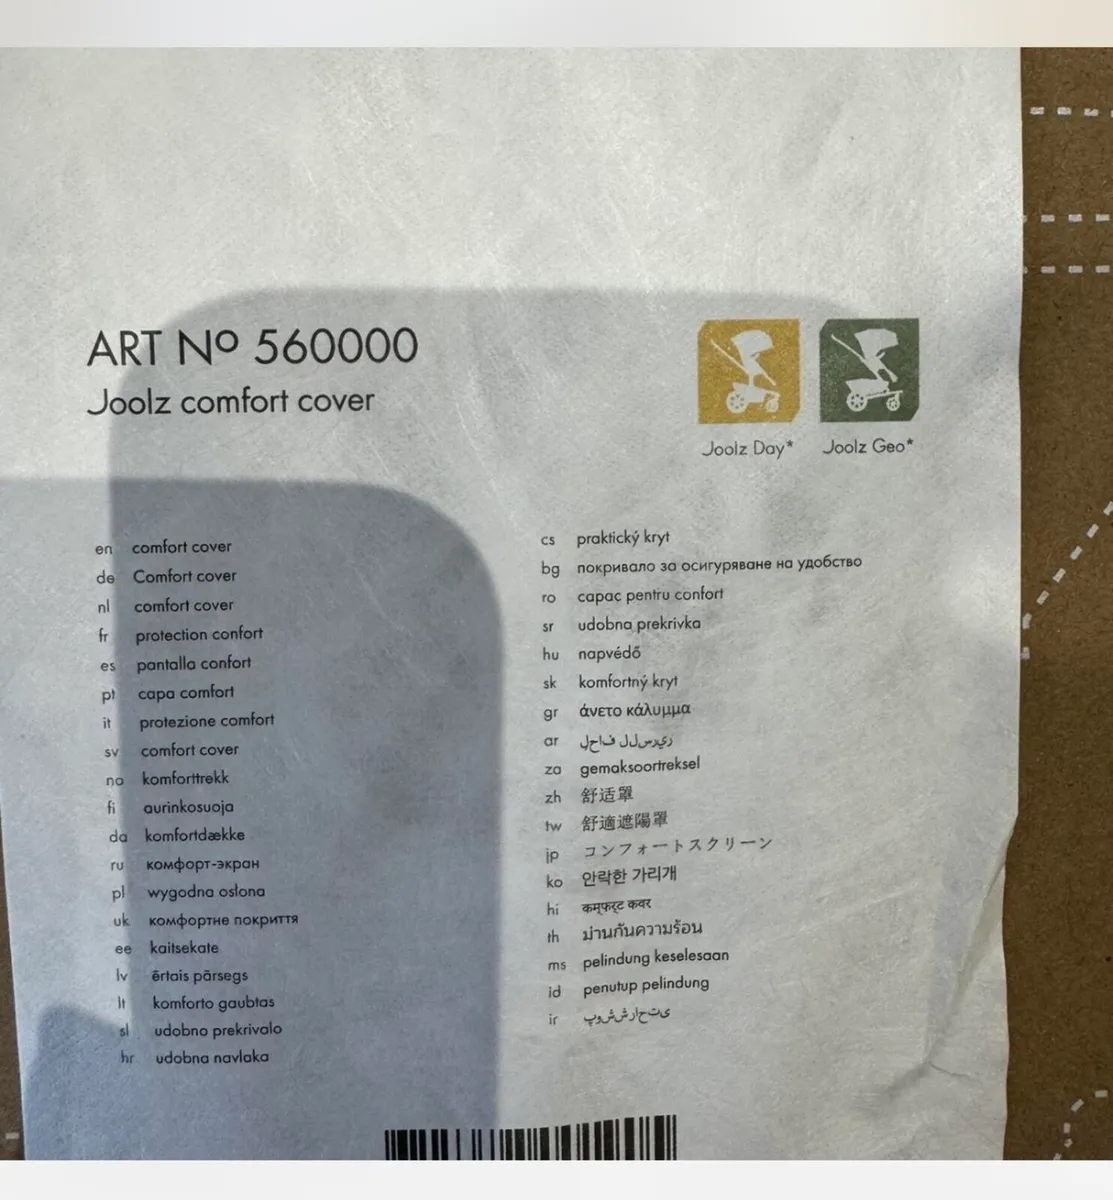 ART Nº 560000
Joolz comfort cover
Joolz Day*
Joolz Geo*
en comfort cover
de Comfort cover
nl comfort cover
fr protection confort
es pantalla confort
pt capa comfort
it protezione comfort
sv comfort cover
no komforttrekk
fi aurinkosuoja
da komfortdække
ru комфорт-экран
pl wygodna osłona
uk комфортне покриття
ee kaitsekate
lv ērtais pārsegs
lt komforto gaubtas
sl udobno prekrivalo
hr udobna navlaka
cs praktický kryt
bg покривало за осигуряване на удобство
ro capac pentru confort
sr udobna prekrivka
hu napvédő
sk komfortný kryt
gr άνετο κάλυμμα
ar لحاف للسرير
za gemaksoortreksel
zh 舒适罩
tw 舒適遮陽罩
jp コンフォートスクリーン
ko 안락한 가리개
hi कम्फर्ट कवर
th ม่านกันความร้อน
ms pelindung keselesaan
id penutup pelindung
ir پوشش راحتی